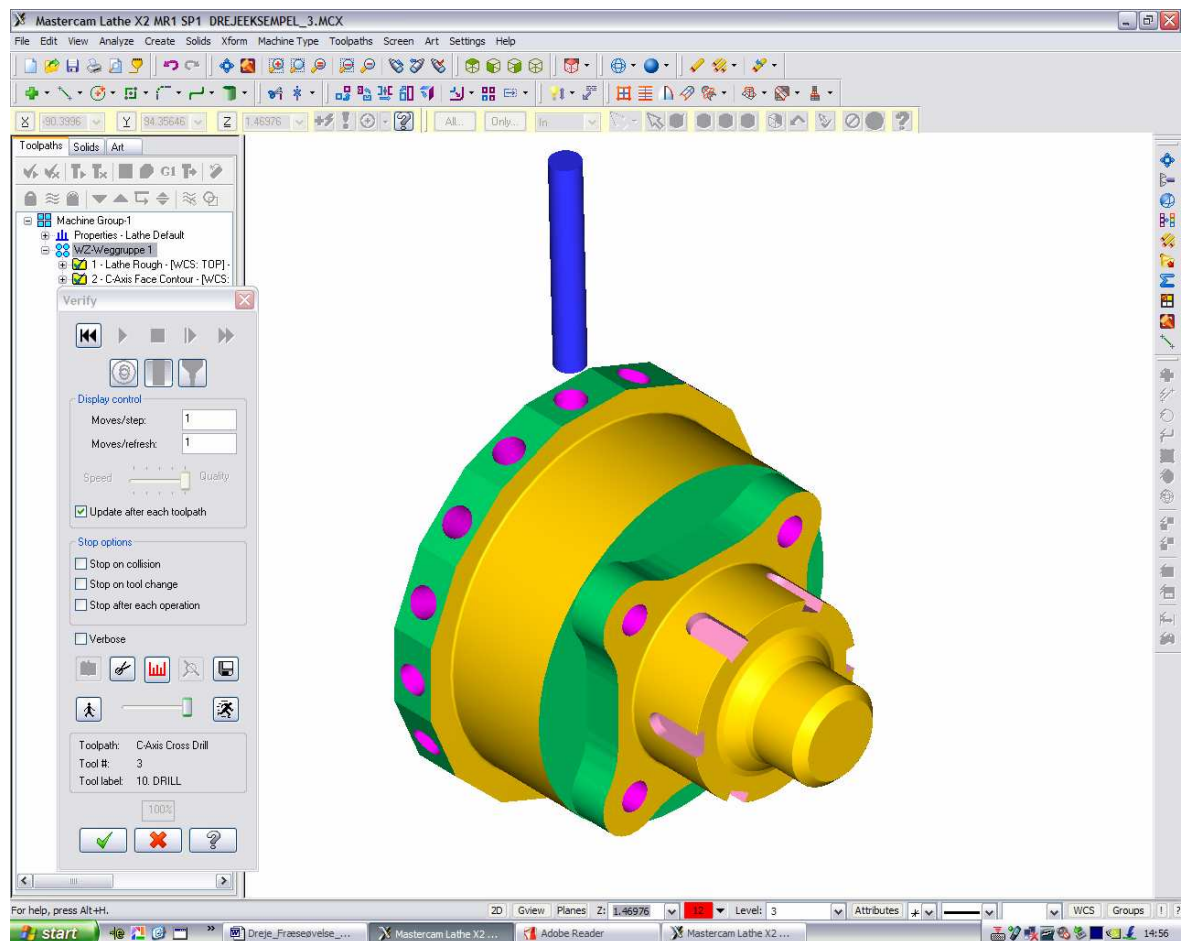 Mastercam Lathe X2 MR1 SP1 DREJEEKSEMPEL_3.MCX
File Edit View Analyze Create Solids Xform Machine Type Toolpaths Screen Art Settings Help
X -90.3996 Y 94.35646 Z 1.46976 All... Only... In
Toolpaths Solids Art
G1
Machine Group-1
Properties - Lathe Default
WZ-Weggruppe 1
1 - Lathe Rough - [WCS: TOP] -
2 - C-Axis Face Contour - [WCS:
Verify
Display control
Moves/step: 1
Moves/refresh: 1
Speed Quality
Update after each toolpath
Stop options
Stop on collision
Stop on tool change
Stop after each operation
Verbose
Toolpath: C-Axis Cross Drill
Tool #: 3
Tool label: 10. DRILL
100%
For help, press Alt+H.
2D Gview Planes Z: 1.46976 12 Level: 3 Attributes WCS Groups ! ?
start Dreje_Fræseøvelse_... Mastercam Lathe X2 ... Adobe Reader Mastercam Lathe X2 ... 14:56